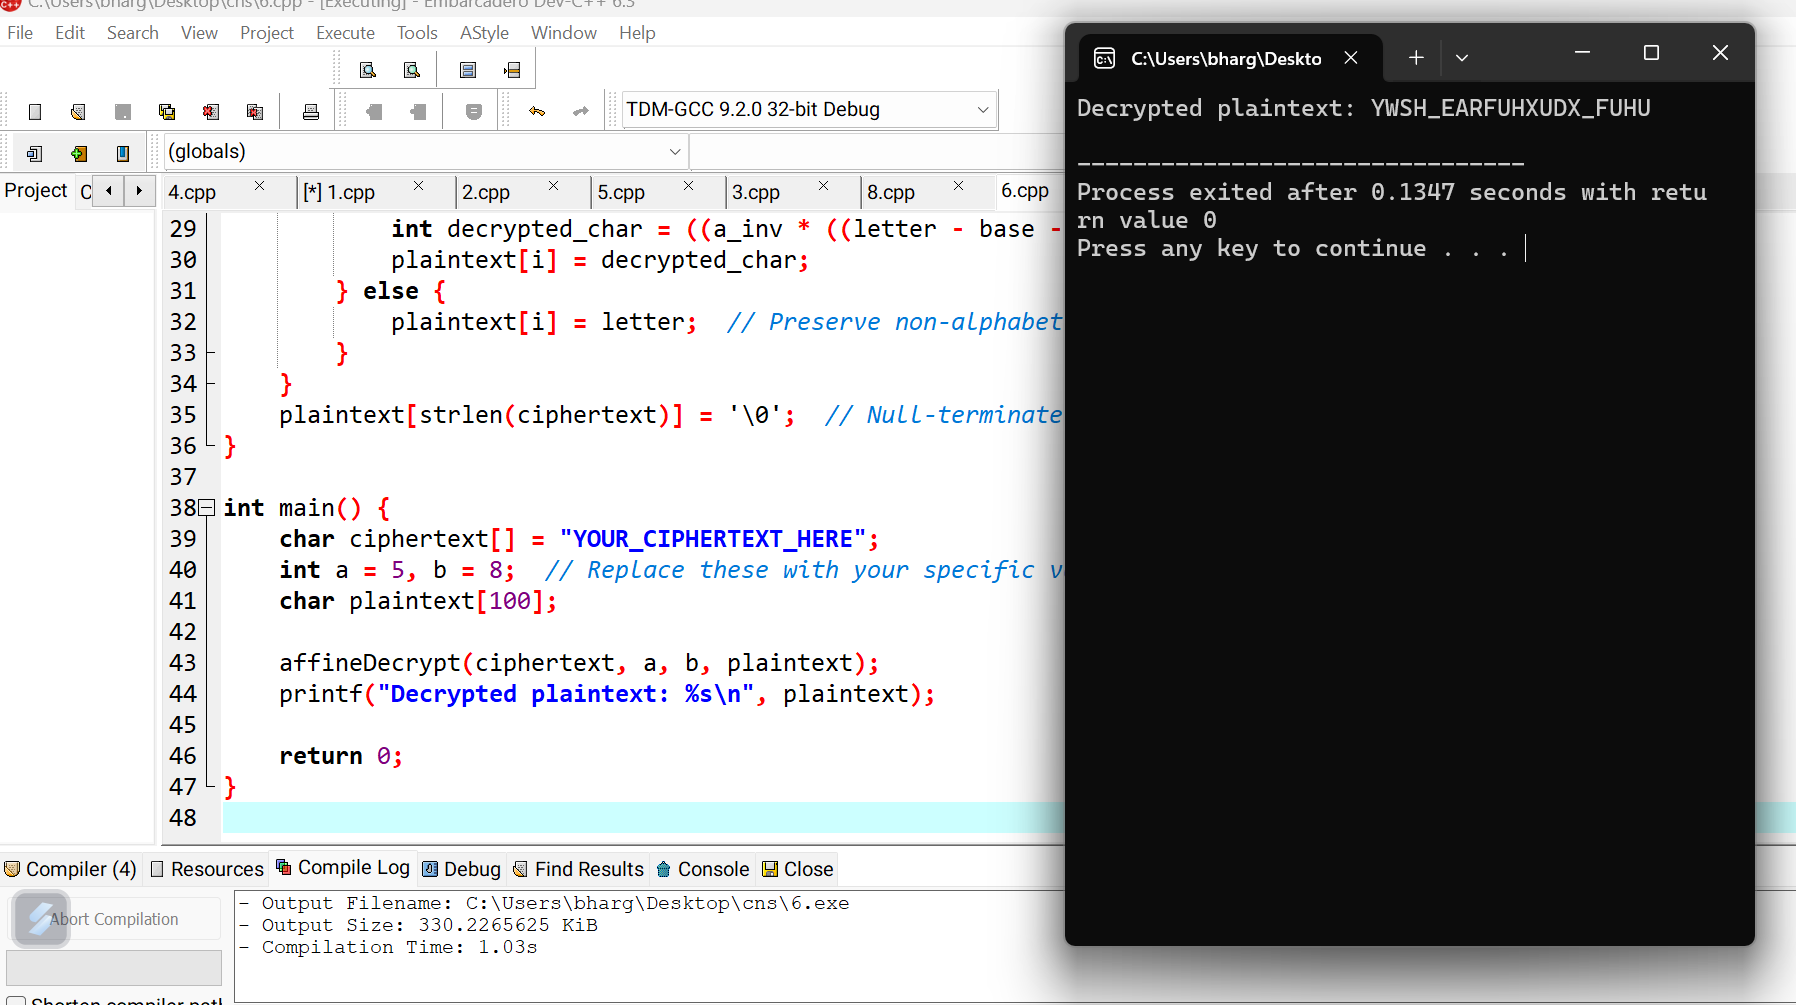 C:\Users\bharg\Desktop\cns\6.cpp - [Executing] - Embarcadero Dev-C++ 6.3
File Edit Search View Project Execute Tools AStyle Window Help
TDM-GCC 9.2.0 32-bit Debug
(globals)
Project C
4.cpp [*] 1.cpp 2.cpp 5.cpp 3.cpp 8.cpp 6.cpp
29 int decrypted_char = ((a_inv * ((letter - base -
30 plaintext[i] = decrypted_char;
31 } else {
32 plaintext[i] = letter; // Preserve non-alphabet
33 }
34 }
35 plaintext[strlen(ciphertext)] = '\0'; // Null-terminate
36 }
37
38 int main() {
39 char ciphertext[] = "YOUR_CIPHERTEXT_HERE";
40 int a = 5, b = 8; // Replace these with your specific v
41 char plaintext[100];
42
43 affineDecrypt(ciphertext, a, b, plaintext);
44 printf("Decrypted plaintext: %s\n", plaintext);
45
46 return 0;
47 }
48
Compiler (4) Resources Compile Log Debug Find Results Console Close
Abort Compilation
Shorten compiler path
- Output Filename: C:\Users\bharg\Desktop\cns\6.exe
- Output Size: 330.2265625 KiB
- Compilation Time: 1.03s
C:\Users\bharg\Deskto
Decrypted plaintext: YWSH_EARFUHXUDX_FUHU
--------------------------------
Process exited after 0.1347 seconds with retu
rn value 0
Press any key to continue . . .